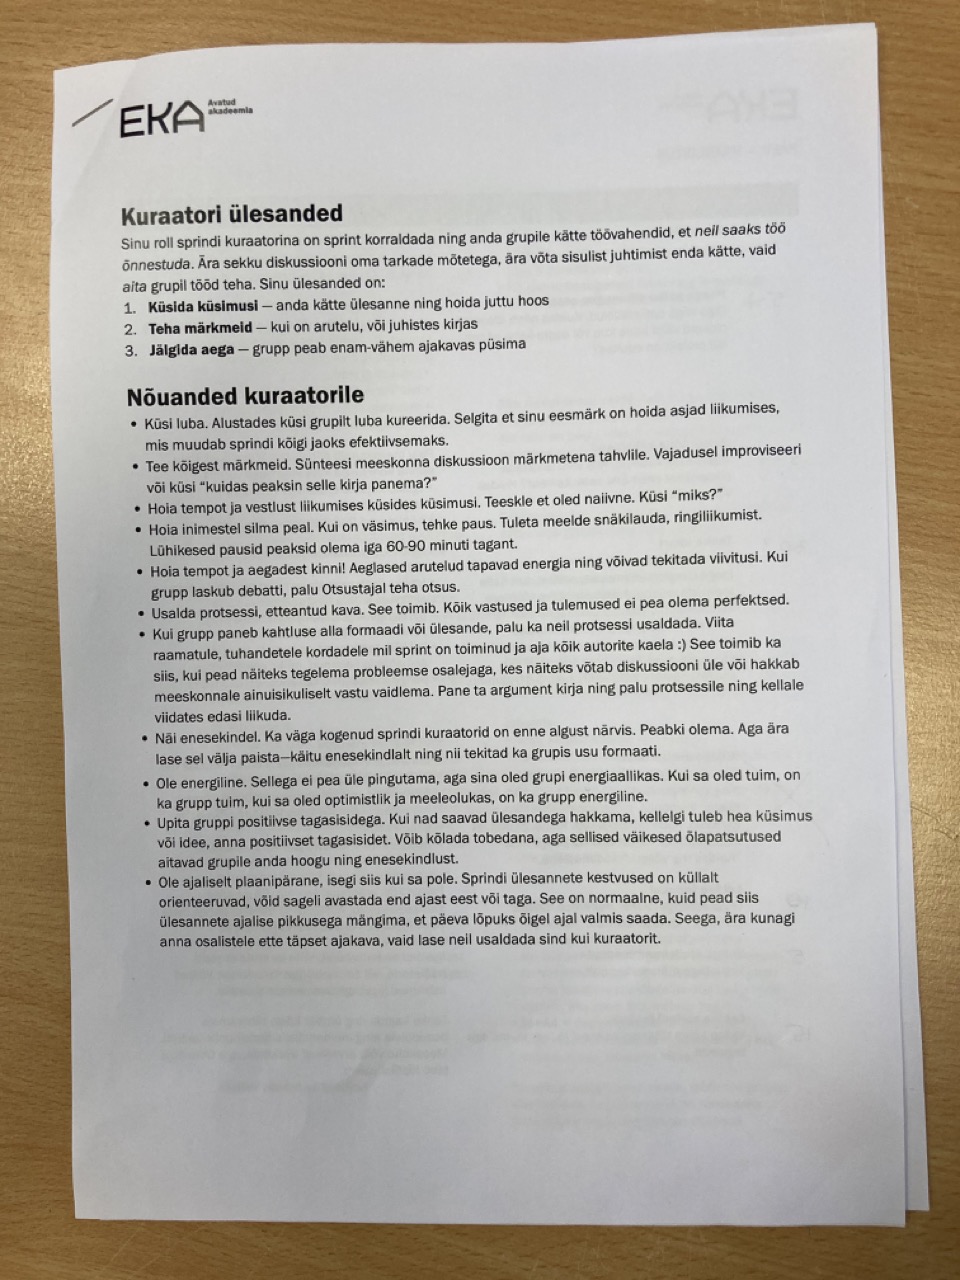 EKA Avatud
akadeemia
Kuraatori ülesanded
Sinu roll sprindi kuraatorina on sprint korraldada ning anda grupile kätte töövahendid, et neil saaks töö
õnnestuda. Ära sekku diskussiooni oma tarkade mõtetega, ära võta sisulist juhtimist enda kätte, vaid
aita grupil tööd teha. Sinu ülesanded on:
1. Küsida küsimusi — anda kätte ülesanne ning hoida juttu hoos
2. Teha märkmeid — kui on arutelu, või juhistes kirjas
3. Jälgida aega — grupp peab enam-vähem ajakavas püsima
Nõuanded kuraatorile
• Küsi luba. Alustades küsi grupilt luba kureerida. Selgita et sinu eesmärk on hoida asjad liikumises,
mis muudab sprindi kõigi jaoks efektiivsemaks.
• Tee kõigest märkmeid. Sünteesi meeskonna diskussioon märkmetena tahvlile. Vajadusel improviseeri
või küsi “kuidas peaksin selle kirja panema?”
• Hoia tempot ja vestlust liikumises küsides küsimusi. Teeskle et oled naiivne. Küsi “miks?”
• Hoia inimestel silma peal. Kui on väsimus, tehke paus. Tuleta meelde snäkilauda, ringiliikumist.
Lühikesed pausid peaksid olema iga 60-90 minuti tagant.
• Hoia tempot ja aegadest kinni! Aeglased arutelud tapavad energia ning võivad tekitada viivitusi. Kui
grupp laskub debatti, palu Otsustajal teha otsus.
• Usalda protsessi, etteantud kava. See toimib. Kõik vastused ja tulemused ei pea olema perfektsed.
• Kui grupp paneb kahtluse alla formaadi või ülesande, palu ka neil protsessi usaldada. Viita
raamatule, tuhandetele kordadele mil sprint on toiminud ja aja kõik autorite kaela :) See toimib ka
siis, kui pead näiteks tegelema probleemse osalejaga, kes näiteks võtab diskussiooni üle või hakkab
meeskonnale ainuisikuliselt vastu vaidlema. Pane ta argument kirja ning palu protsessile ning kellale
viidates edasi liikuda.
• Näi enesekindel. Ka väga kogenud sprindi kuraatorid on enne algust närvis. Peabki olema. Aga ära
lase sel välja paista—käitu enesekindlalt ning nii tekitad ka grupis usu formaati.
• Ole energiline. Sellega ei pea üle pingutama, aga sina oled grupi energiaallikas. Kui sa oled tuim, on
ka grupp tuim, kui sa oled optimistlik ja meeleolukas, on ka grupp energiline.
• Upita gruppi positiivse tagasisidega. Kui nad saavad ülesandega hakkama, kellelgi tuleb hea küsimus
või idee, anna positiivset tagasisidet. Võib kõlada tobedana, aga sellised väikesed õlapatsutused
aitavad grupile anda hoogu ning enesekindlust.
• Ole ajaliselt plaanipärane, isegi siis kui sa pole. Sprindi ülesannete kestvused on küllalt
orienteeruvad, võid sageli avastada end ajast eest või taga. See on normaalne, kuid pead siis
ülesannete ajalise pikkusega mängima, et päeva lõpuks õigel ajal valmis saada. Seega, ära kunagi
anna osalistele ette täpset ajakava, vaid lase neil usaldada sind kui kuraatorit.